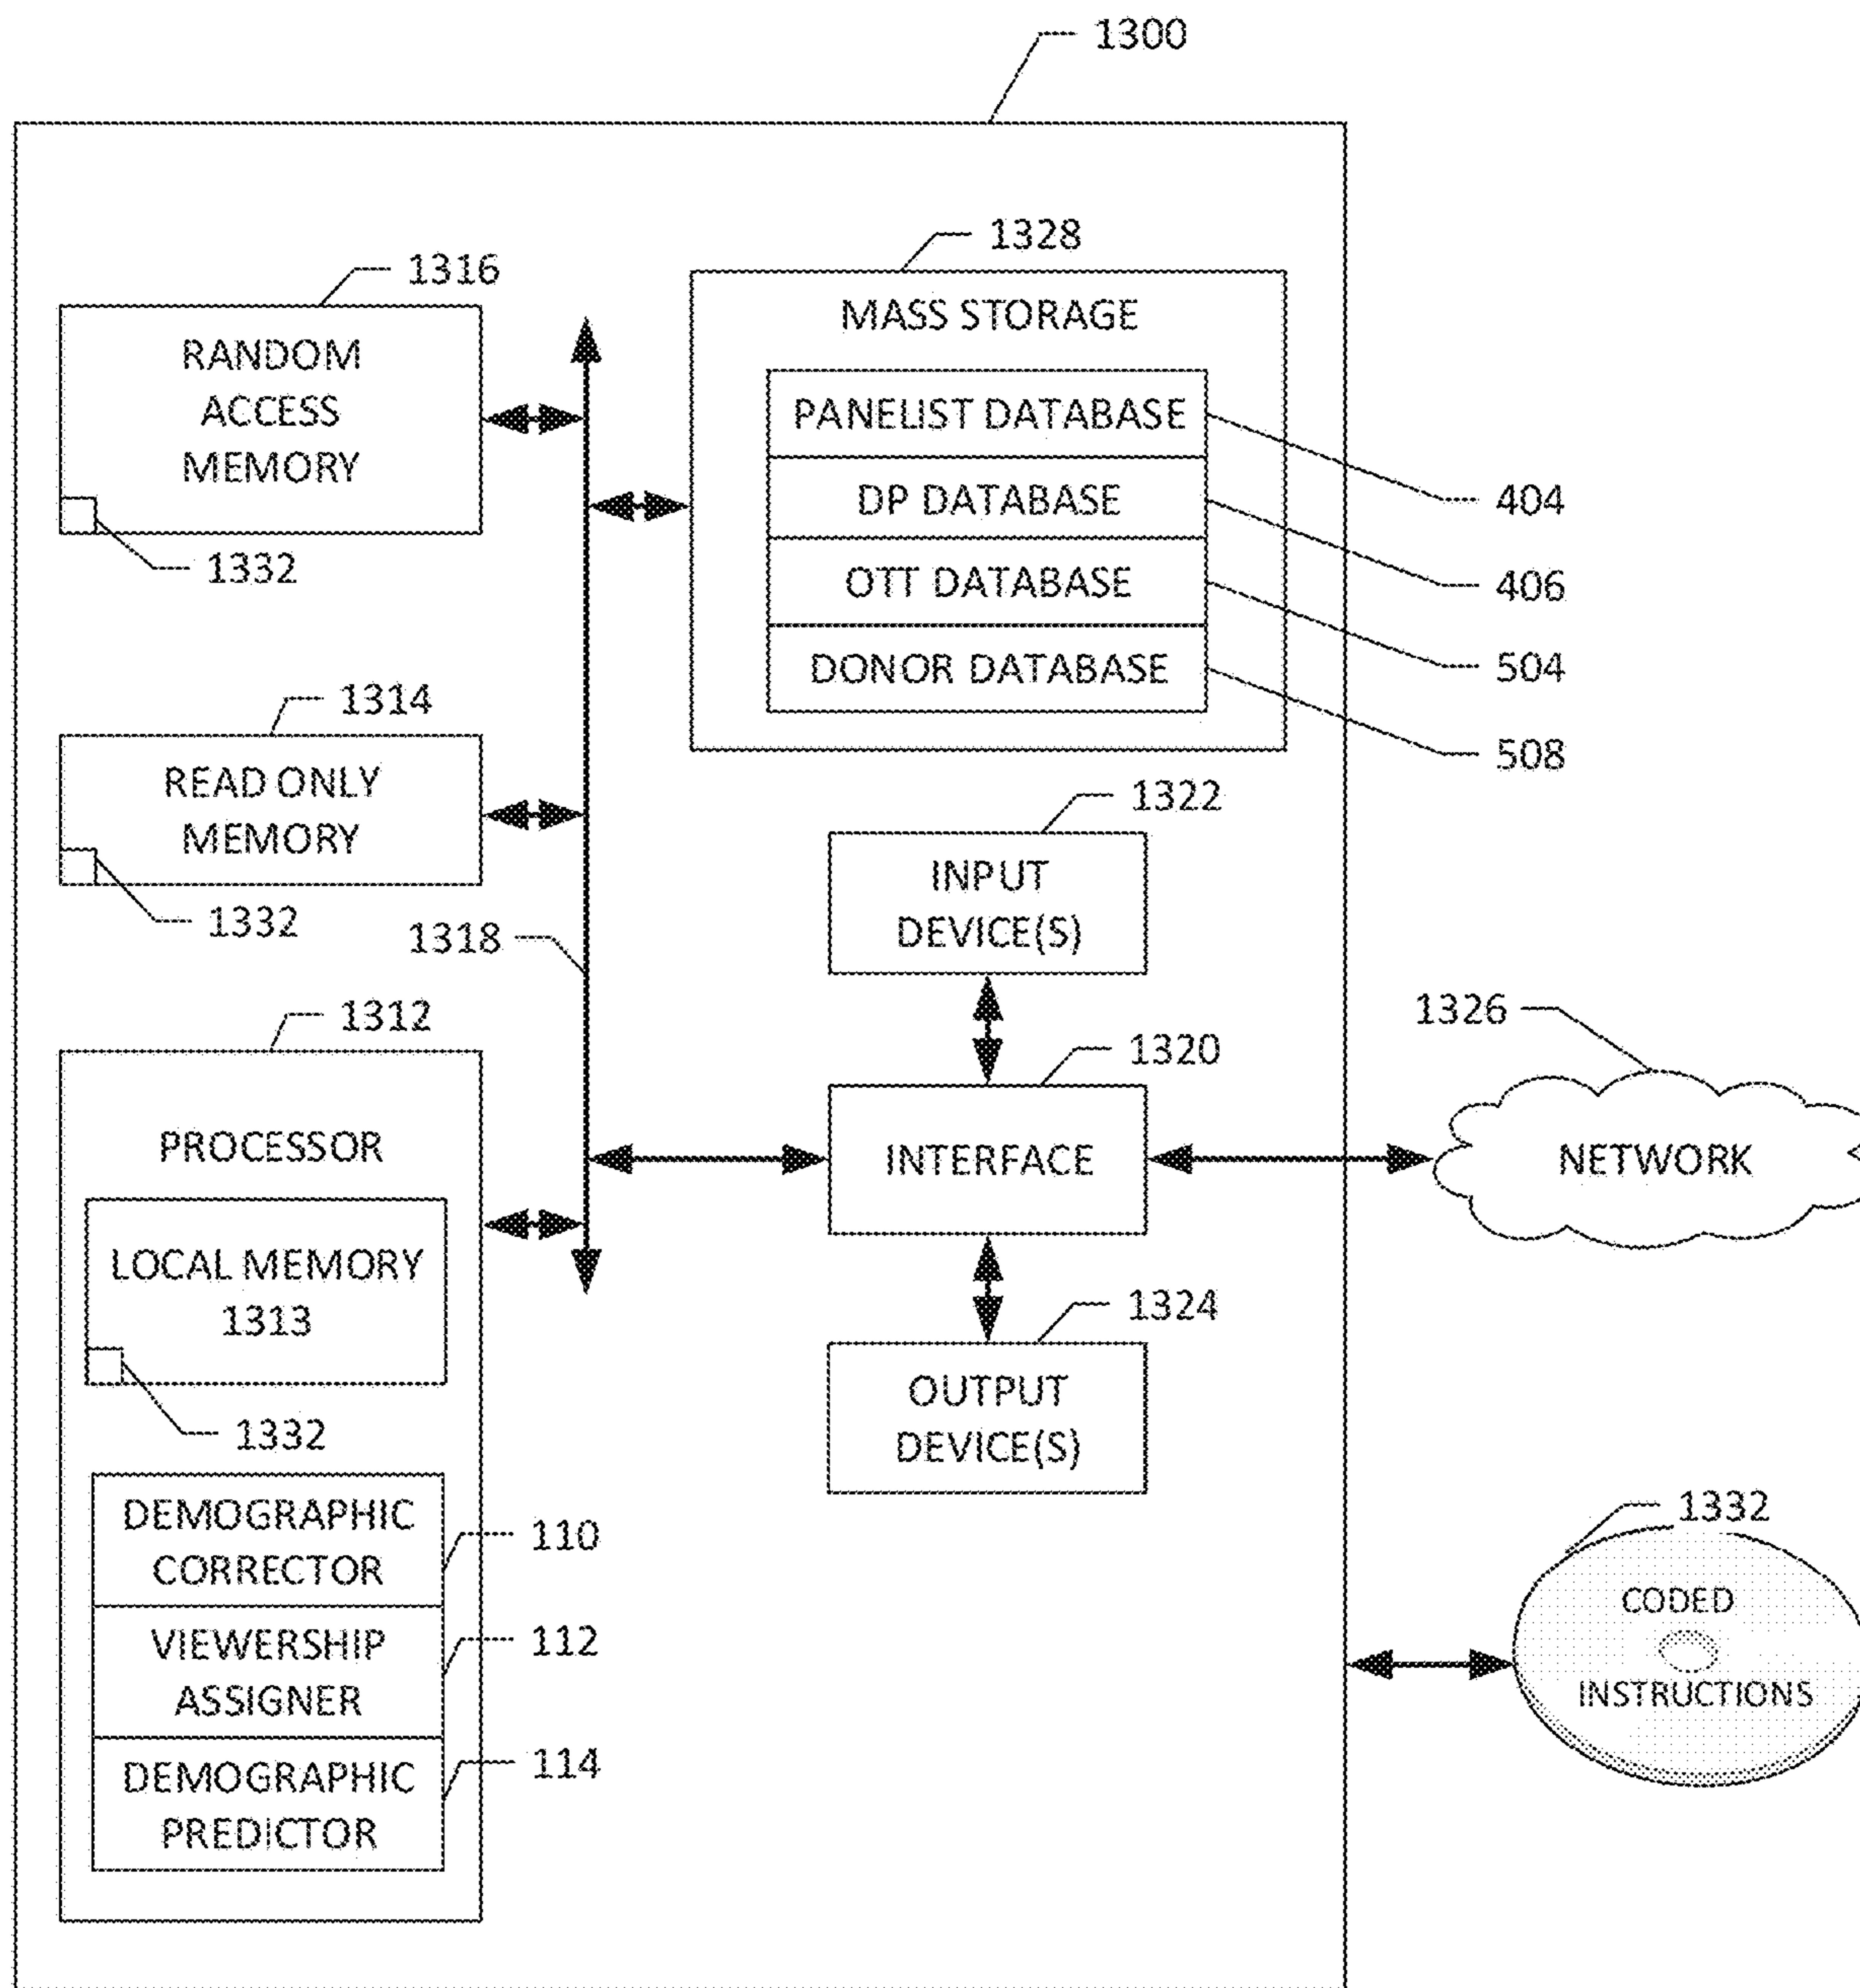 1300
1328
1316
MASS STORAGE
RANDOM
ACCESS
MEMORY
PANELIST DATABASE
DP DATABASE
404
OTT DATABASE
406
1332
DONOR DATABASE
504
508
1314
READ ONLY
MEMORY
1322
INPUT
DEVICE(S)
1332
1318
1312
1320
1326
PROCESSOR
INTERFACE
NETWORK
LOCAL MEMORY
1313
1324
OUTPUT
DEVICE(S)
1332
DEMOGRAPHIC
CORRECTOR
110
1332
CODED
INSTRUCTIONS
VIEWERSHIP
ASSIGNER
112
DEMOGRAPHIC
PREDICTOR
114